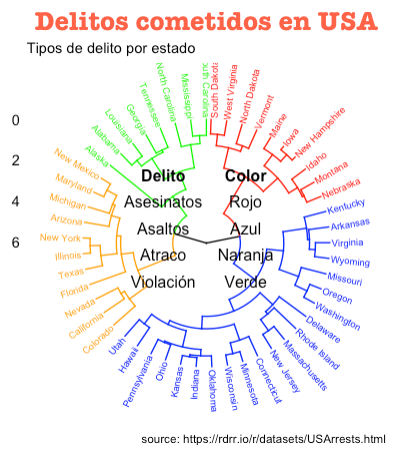 Delitos cometidos en USA
Tipos de delito por estado
0
2
4
6
Delito Color
Asesinatos Rojo
Asaltos Azul
Atraco Naranja
Violación Verde
South Dakota
West Virginia
North Dakota
Vermont
Maine
Iowa
New Hampshire
Idaho
Montana
Nebraska
Kentucky
Arkansas
Virginia
Wyoming
Missouri
Oregon
Washington
Delaware
Rhode Island
Massachusetts
New Jersey
Connecticut
Minnesota
Wisconsin
Oklahoma
Indiana
Kansas
Ohio
Pennsylvania
Hawaii
Utah
Colorado
California
Nevada
Florida
Texas
Illinois
New York
Arizona
Michigan
Maryland
New Mexico
Alaska
Alabama
Louisiana
Georgia
Tennessee
North Carolina
Mississippi
outh Carolina
source: https://rdrr.io/r/datasets/USArrests.html